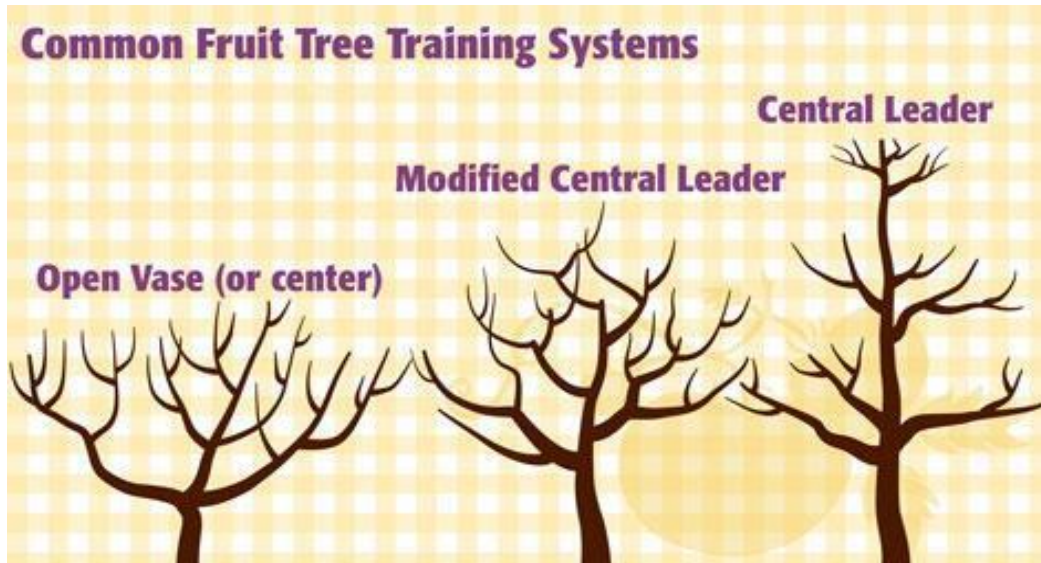 Common Fruit Tree Training Systems
Central Leader
Modified Central Leader
Open Vase (or center)